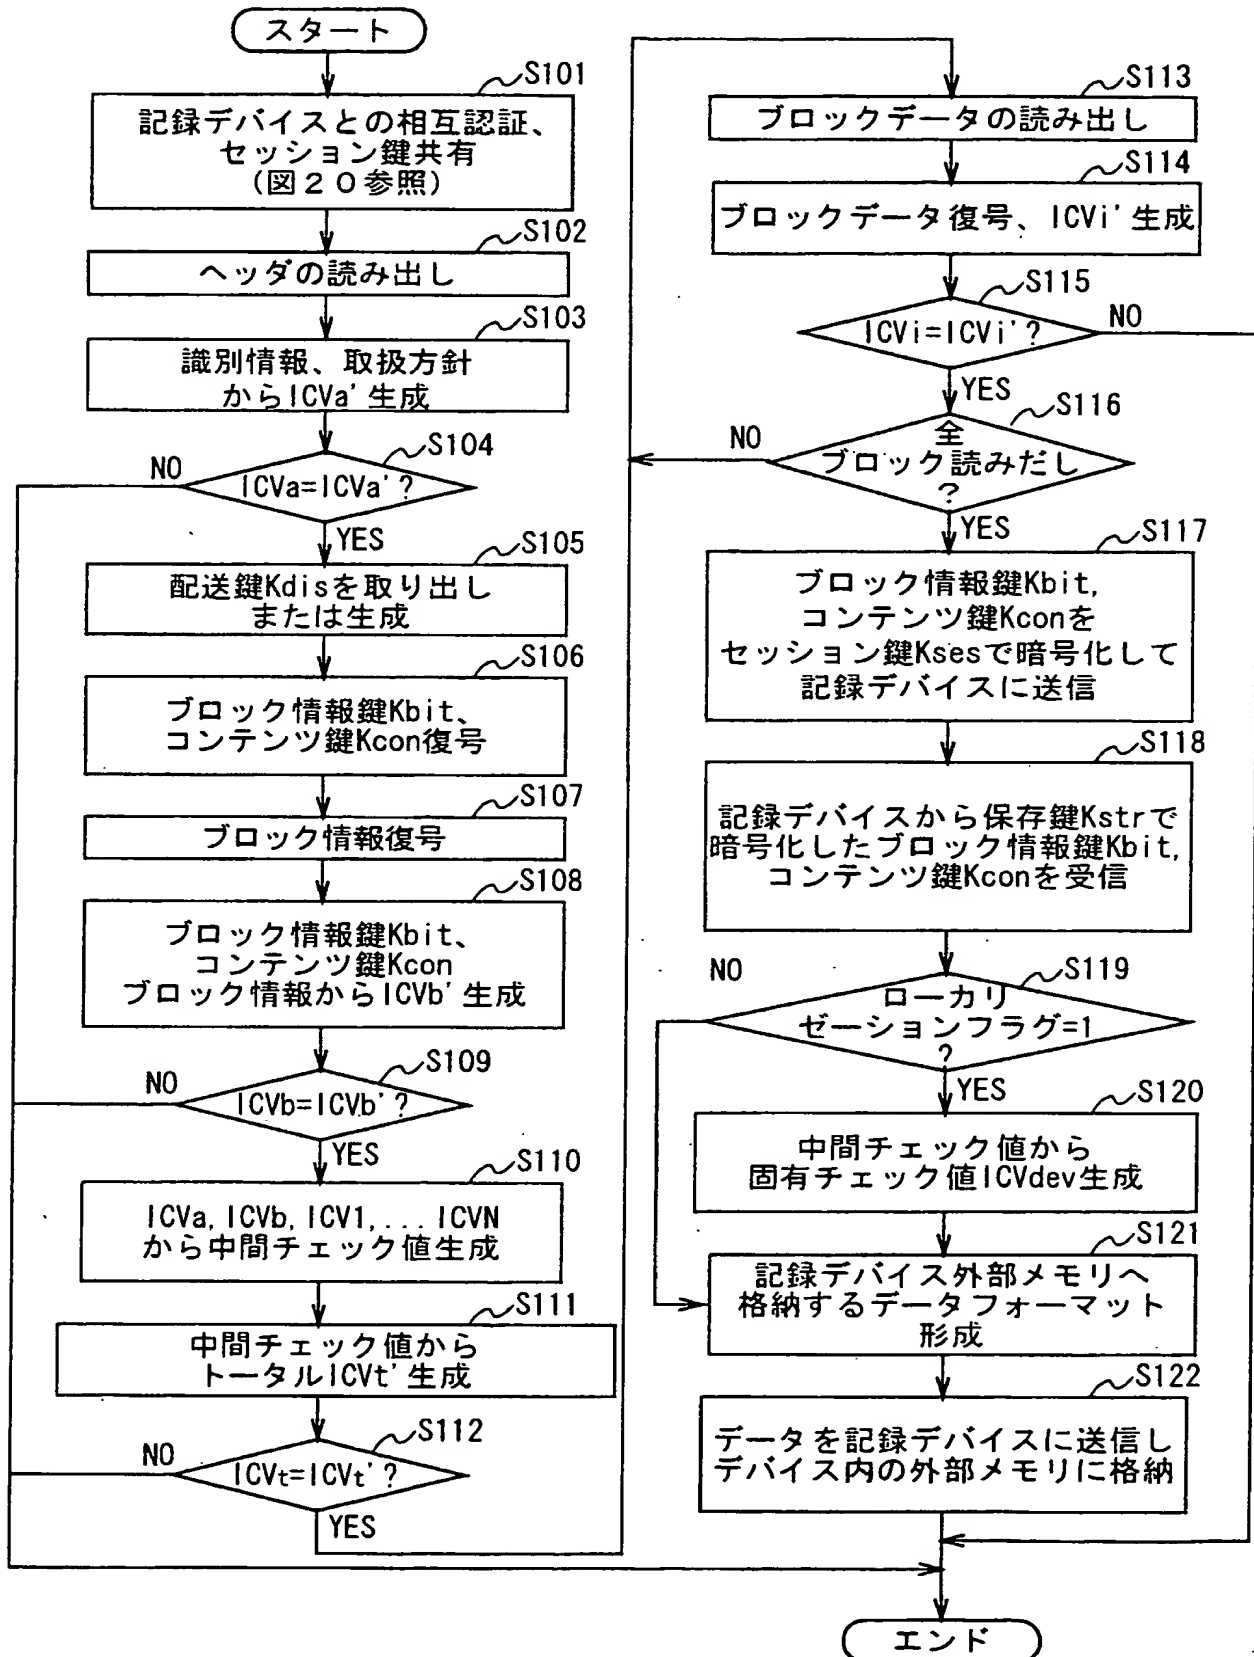 スタート
S101
記録デバイスとの相互認証、
セッション鍵共有
(図20参照)
S102
ヘッダの読み出し
S103
識別情報、取扱方針
からICVa'生成
S104
NO
ICVa=ICVa'?
YES
S105
配送鍵Kdisを取り出し
または生成
S106
ブロック情報鍵Kbit、
コンテンツ鍵Kcon復号
S107
ブロック情報復号
S108
ブロック情報鍵Kbit、
コンテンツ鍵Kcon
ブロック情報からICVb'生成
S109
NO
ICVb=ICVb'?
YES
S110
ICVa, ICVb, ICV1,...ICVN
から中間チェック値生成
S111
中間チェック値から
トータルICVt'生成
S112
NO
ICVt=ICVt'?
YES
S113
ブロックデータの読み出し
S114
ブロックデータ復号、ICVi'生成
S115
ICVi=ICVi'?
NO
YES
S116
NO
全
ブロック読みだし
?
YES
S117
ブロック情報鍵Kbit,
コンテンツ鍵Kconを
セッション鍵Ksesで暗号化して
記録デバイスに送信
S118
記録デバイスから保存鍵Kstrで
暗号化したブロック情報鍵Kbit,
コンテンツ鍵Kconを受信
S119
NO
ローカリ
ゼーションフラグ=1
?
YES
S120
中間チェック値から
固有チェック値ICVdev生成
S121
記録デバイス外部メモリへ
格納するデータフォーマット
形成
S122
データを記録デバイスに送信し
デバイス内の外部メモリに格納
エンド